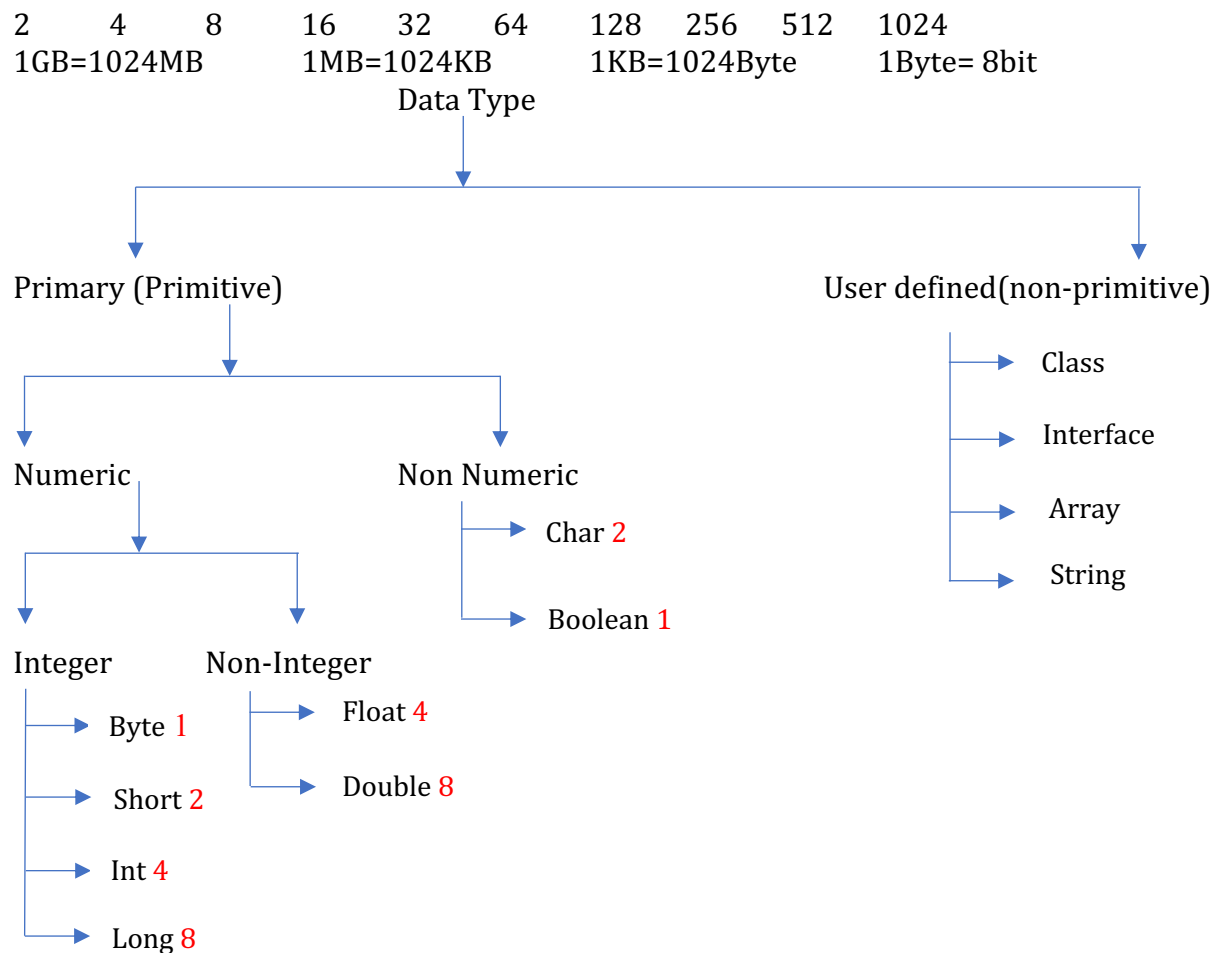 2 4 8 16 32 64 128 256 512 1024
1GB=1024MB 1MB=1024KB 1KB=1024Byte 1Byte= 8bit
Data Type
Primary (Primitive) User defined(non-primitive)
Class
Interface
Numeric Non Numeric
Array
Char 2
String
Boolean 1
Integer Non-Integer
Float 4
Byte 1
Double 8
Short 2
Int 4
Long 8